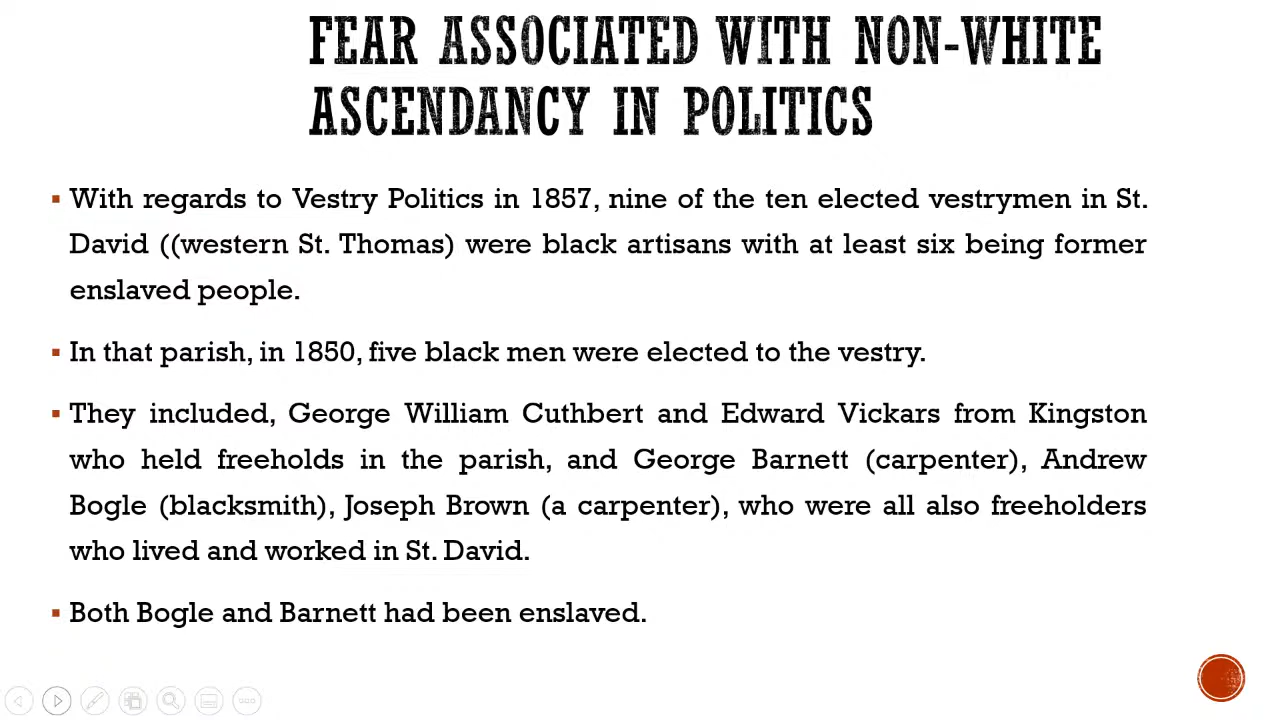 FEAR ASSOCIATED WITH NON-WHITE
ASCENDANCY IN POLITICS
▪ With regards to Vestry Politics in 1857, nine of the ten elected vestrymen in St.
David ((western St. Thomas) were black artisans with at least six being former
enslaved people.
▪ In that parish, in 1850, five black men were elected to the vestry.
▪ They included, George William Cuthbert and Edward Vickars from Kingston
who held freeholds in the parish, and George Barnett (carpenter), Andrew
Bogle (blacksmith), Joseph Brown (a carpenter), who were all also freeholders
who lived and worked in St. David.
▪ Both Bogle and Barnett had been enslaved.